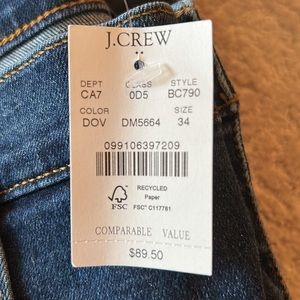 J.CREW
DEPT CLASS STYLE
CA7 0D5 BC790
COLOR SIZE
DOV DM5664 34
099106397209
FSC
RECYCLED
Paper
FSC® C117781
COMPARABLE VALUE
$89.50